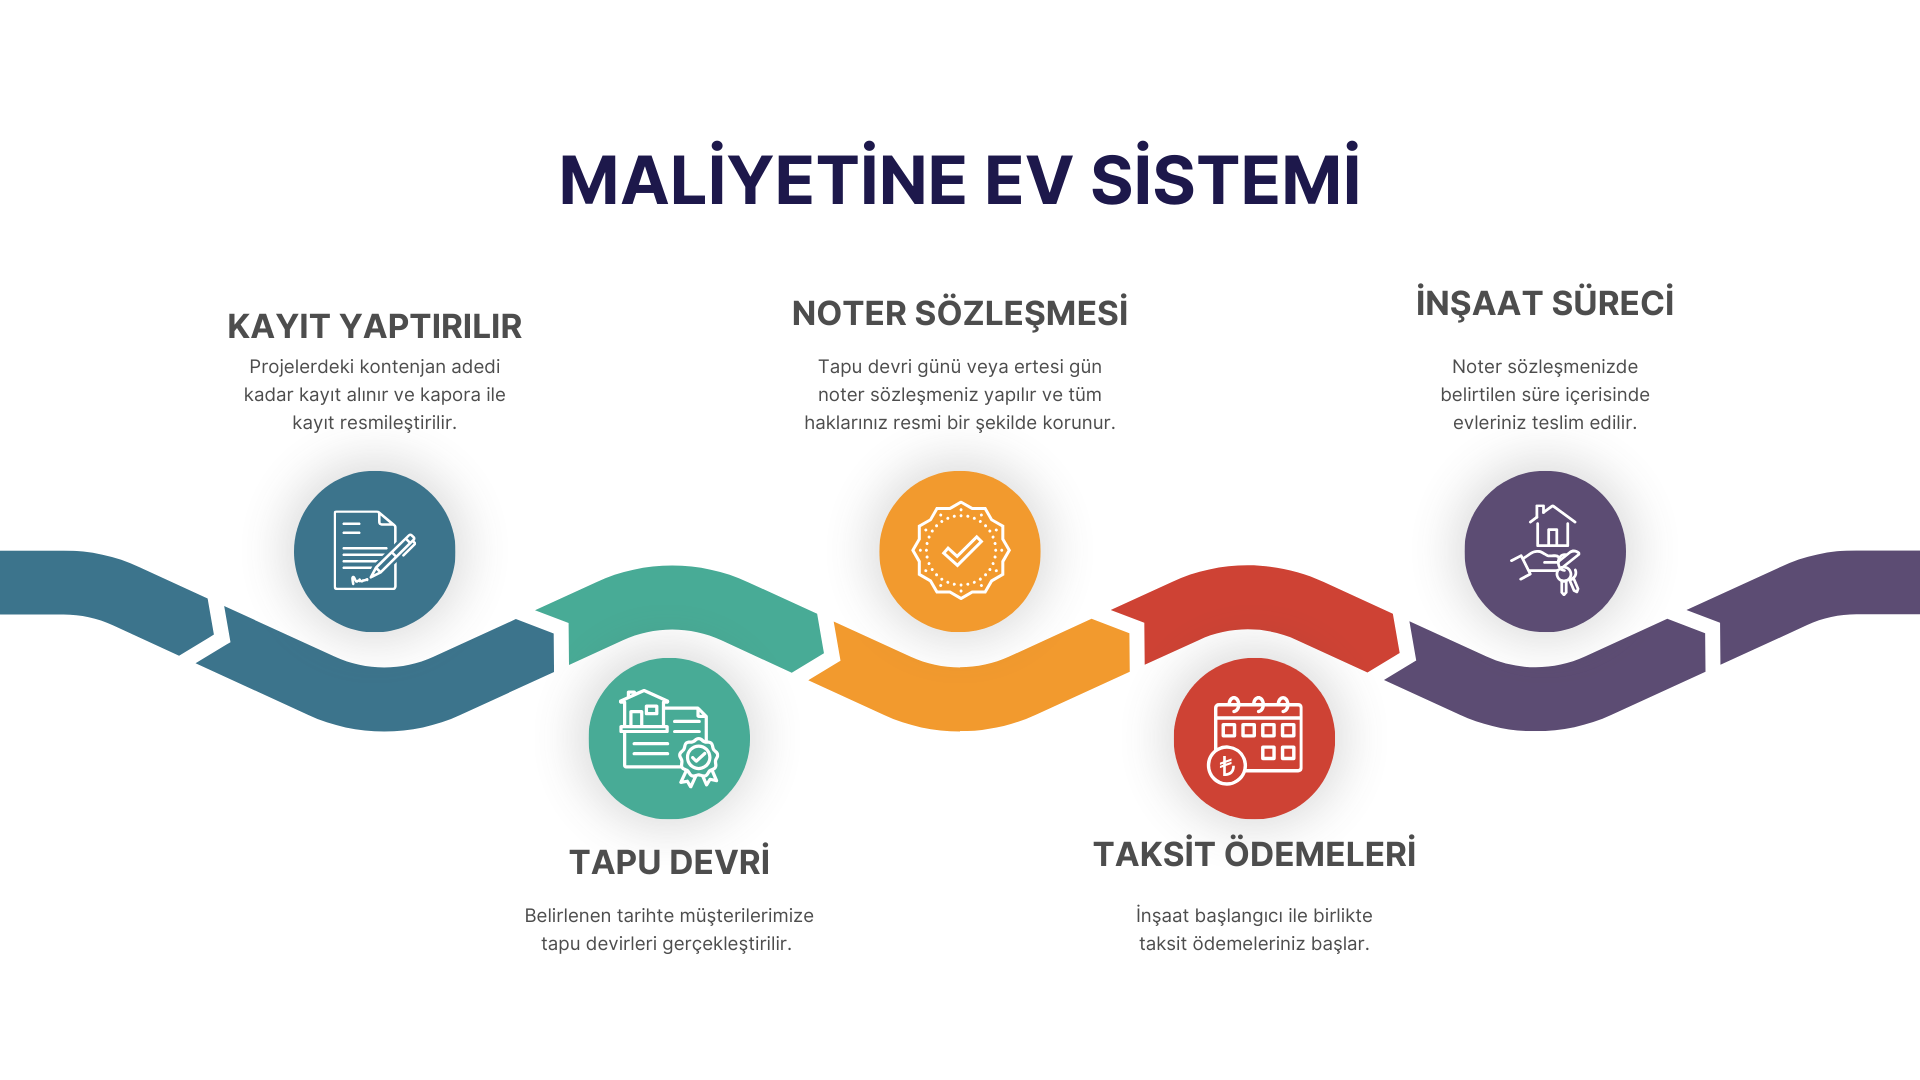 MALİYETİNE EV SİSTEMİ
KAYIT YAPTIRILIR
Projelerdeki kontenjan adedi
kadar kayıt alınır ve kapora ile
kayıt resmileştirilir.
TAPU DEVRİ
Belirlenen tarihte müşterilerimize
tapu devirleri gerçekleştirilir.
NOTER SÖZLEŞMESİ
Tapu devri günü veya ertesi gün
noter sözleşmeniz yapılır ve tüm
haklarınız resmi bir şekilde korunur.
₺
TAKSİT ÖDEMELERİ
İnşaat başlangıcı ile birlikte
taksit ödemeleriniz başlar.
İNŞAAT SÜRECİ
Noter sözleşmenizde
belirtilen süre içerisinde
evleriniz teslim edilir.